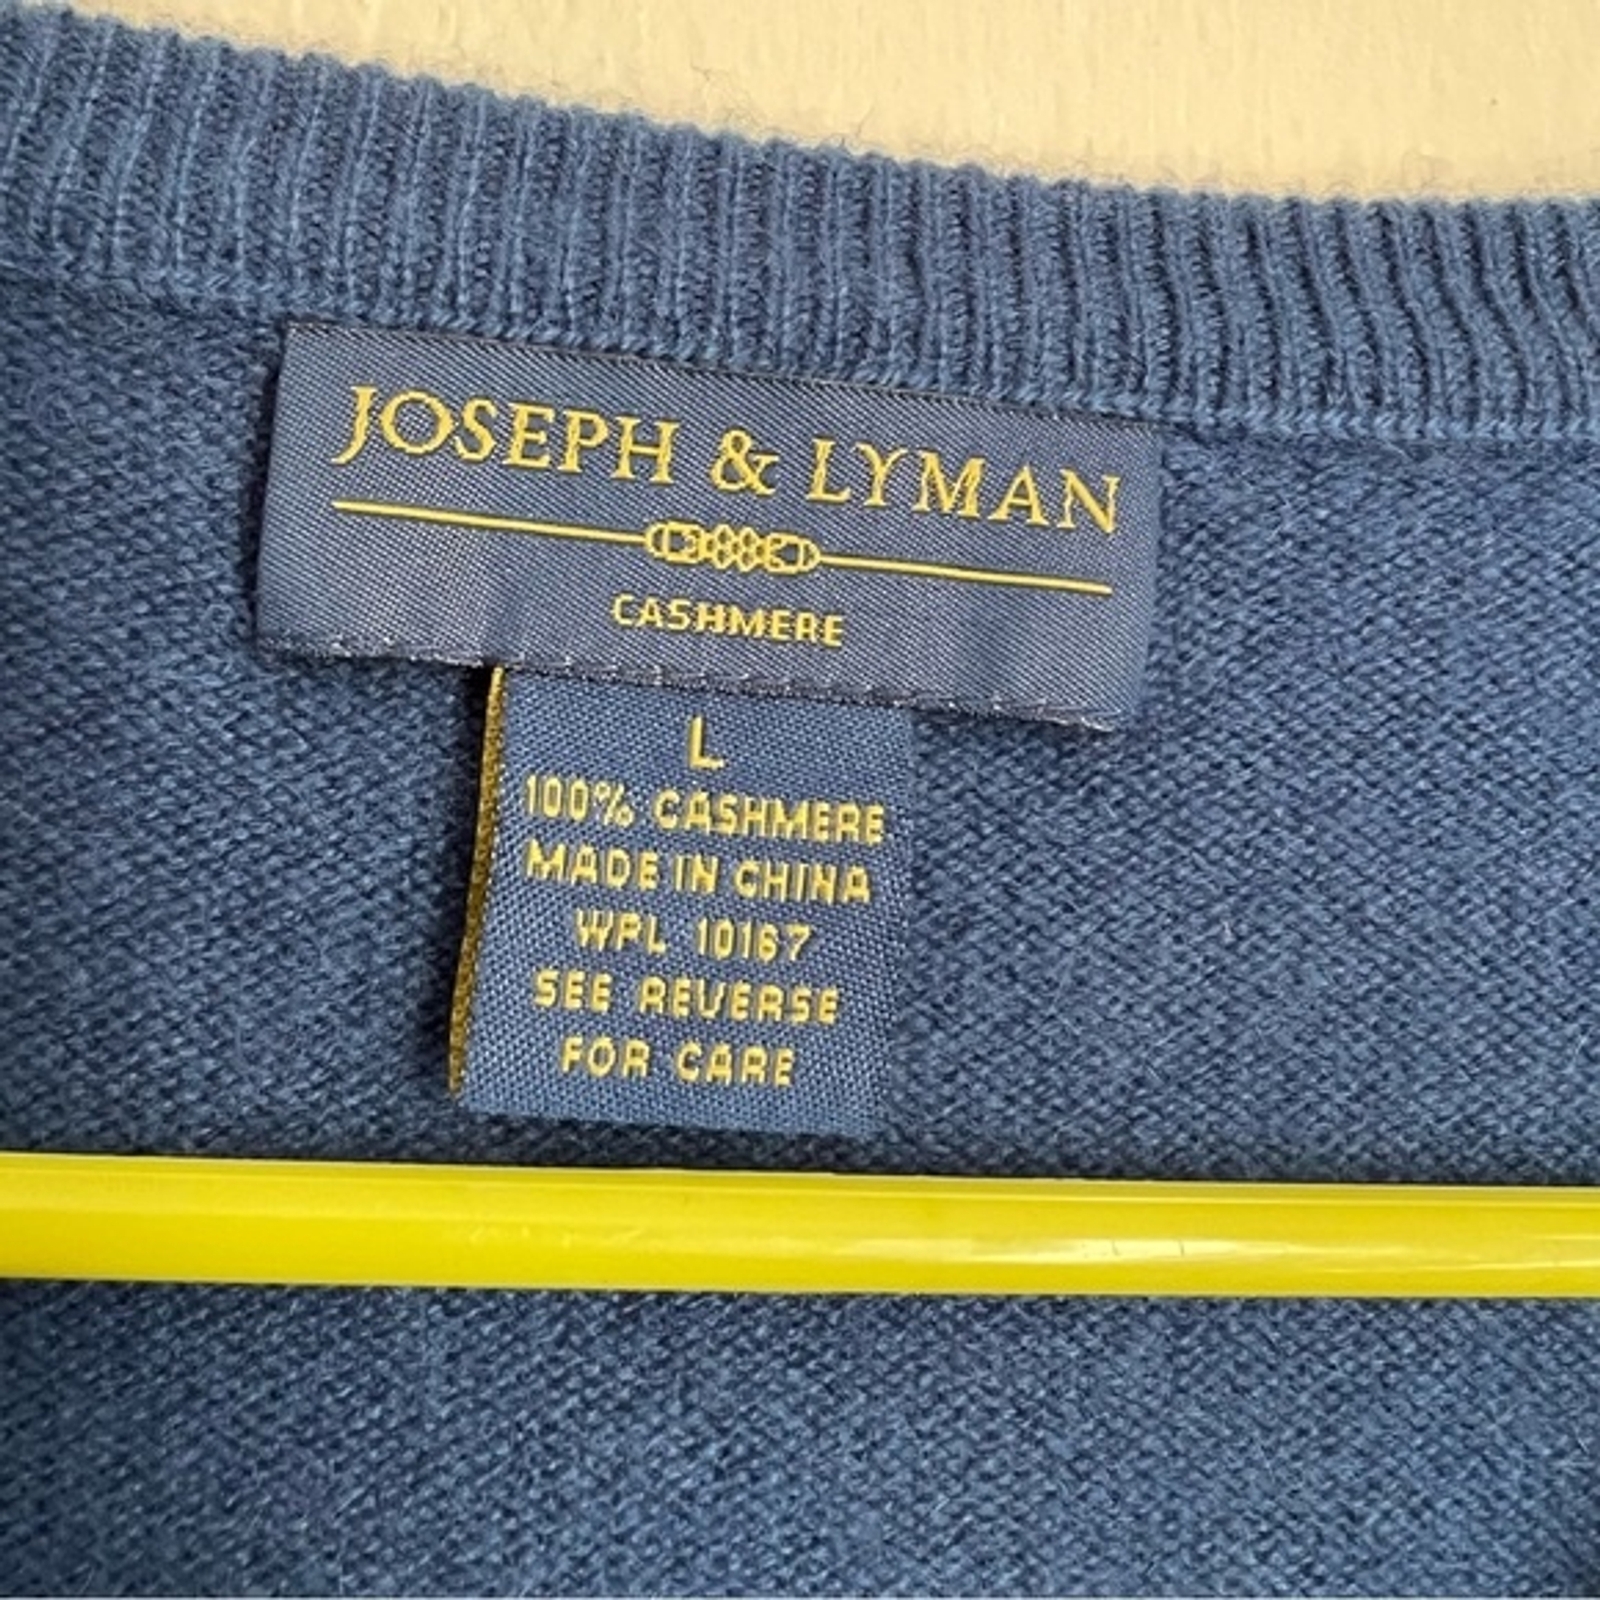 JOSEPH & LYMAN
CASHMERE
L
100% CASHMERE
MADE IN CHINA
WPL 10167
SEE REVERSE
FOR CARE